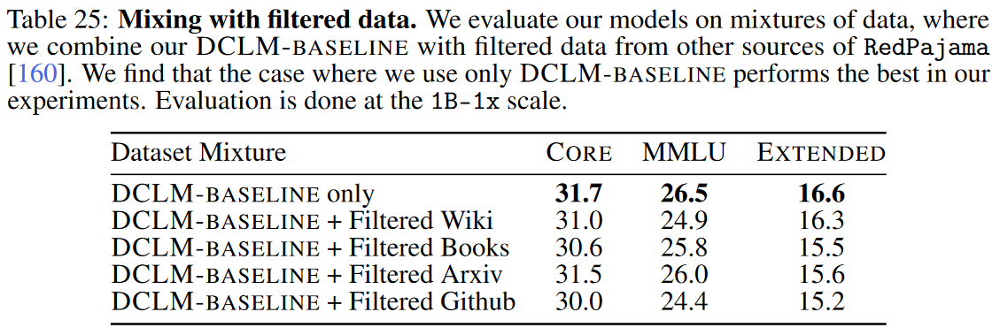 Table 25: Mixing with filtered data. We evaluate our models on mixtures of data, where
we combine our DCLM-BASELINE with filtered data from other sources of RedPajama
[160]. We find that the case where we use only DCLM-BASELINE performs the best in our
experiments. Evaluation is done at the 1B-1x scale.
Dataset Mixture CORE MMLU EXTENDED
DCLM-BASELINE only 31.7 26.5 16.6
DCLM-BASELINE + Filtered Wiki 31.0 24.9 16.3
DCLM-BASELINE + Filtered Books 30.6 25.8 15.5
DCLM-BASELINE + Filtered Arxiv 31.5 26.0 15.6
DCLM-BASELINE + Filtered Github 30.0 24.4 15.2